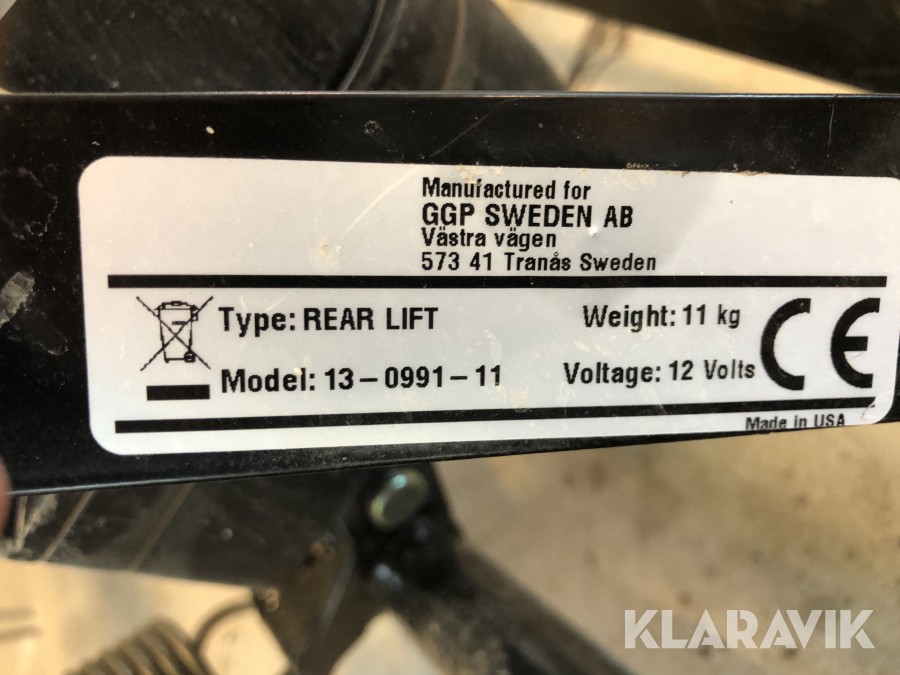 Manufactured for
GGP SWEDEN AB
Västra vägen
573 41 Tranås Sweden
Type: REAR LIFT
Weight: 11 kg
Model: 13-0991-11
Voltage: 12 Volts
CE
Made in USA
KLARAVIK